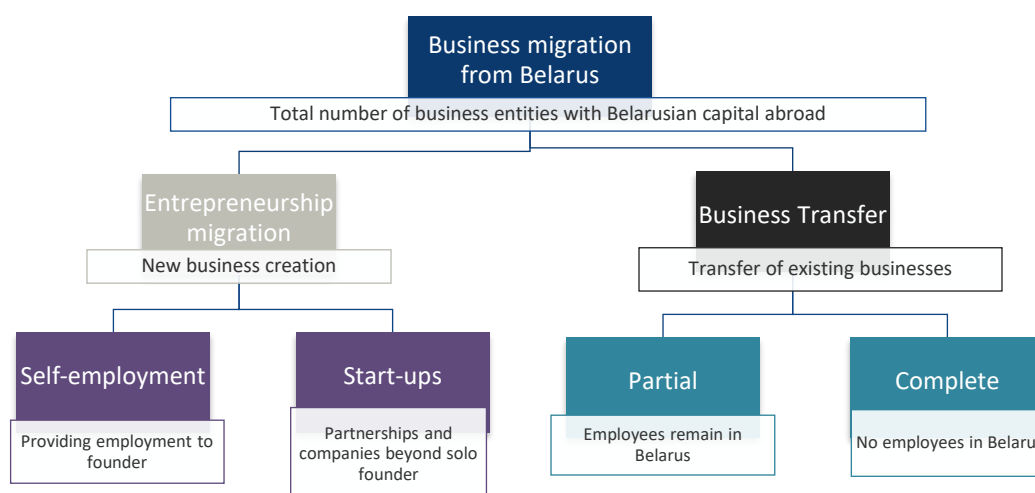 Business migration
from Belarus
Total number of business entities with Belarusian capital abroad
Entrepreneurship
migration
New business creation
Business Transfer
Transfer of existing businesses
Self-employment
Providing employment to
founder
Start-ups
Partnerships and
companies beyond solo
founder
Partial
Employees remain in
Belarus
Complete
No employees in Belaru